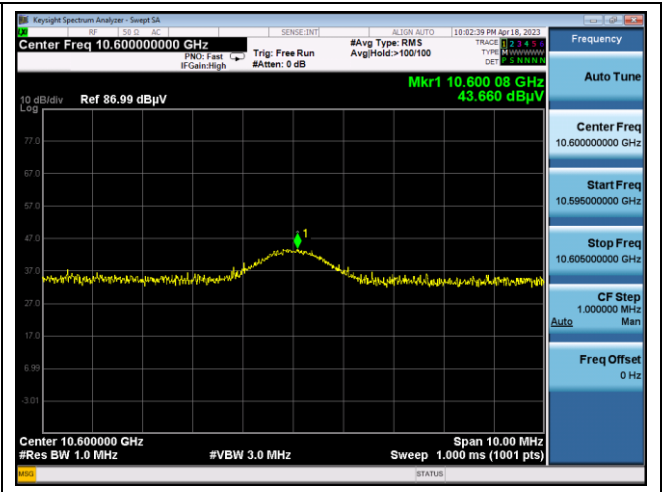 Keysight Spectrum Analyzer - Swept SA
RF 50 Ω AC SENSE:INT ALIGN AUTO 10:02:39 PM Apr 18, 2023
Center Freq 10.600000000 GHz
PNO: Fast
IFGain:High
Trig: Free Run
#Atten: 0 dB
#Avg Type: RMS
Avg|Hold:>100/100
TRACE 1 2 3 4 5 6
TYPE M WWWWW
DET P S N N N N
Mkr1 10.600 08 GHz
43.660 dBµV
10 dB/div Ref 86.99 dBµV
Log
77.0
67.0
57.0
47.0
37.0
27.0
17.0
6.99
-3.01
1
Center 10.600000 GHz Span 10.00 MHz
#Res BW 1.0 MHz #VBW 3.0 MHz Sweep 1.000 ms (1001 pts)
MSG STATUS
Frequency
Auto Tune
Center Freq
10.600000000 GHz
Start Freq
10.595000000 GHz
Stop Freq
10.605000000 GHz
CF Step
1.000000 MHz
Auto Man
Freq Offset
0 Hz